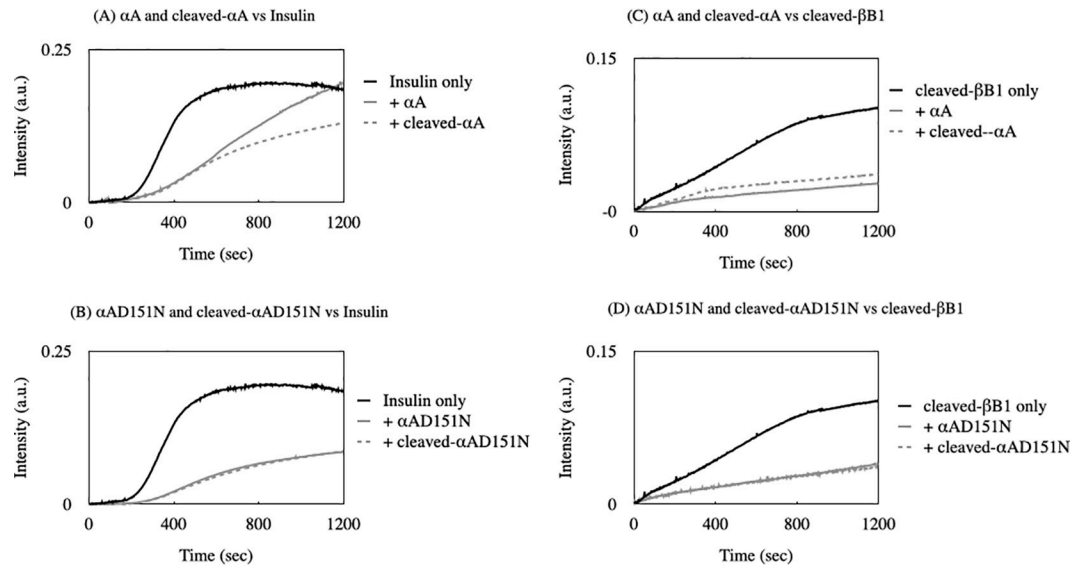 (A) αA and cleaved-αA vs Insulin
0.25
0
Intensity (a.u.)
0 400 800 1200
Time (sec)
Insulin only
+ αA
+ cleaved-αA
(B) αAD151N and cleaved-αAD151N vs Insulin
0.25
0
Intensity (a.u.)
0 400 800 1200
Time (sec)
Insulin only
+ αAD151N
+ cleaved-αAD151N
(C) αA and cleaved-αA vs cleaved-βB1
0.15
-0
Intensity (a.u.)
0 400 800 1200
Time (sec)
cleaved-βB1 only
+ αA
+ cleaved--αA
(D) αAD151N and cleaved-αAD151N vs cleaved-βB1
0.15
0
Intensity (a.u.)
0 400 800 1200
Time (sec)
cleaved-βB1 only
+ αAD151N
+ cleaved-αAD151N